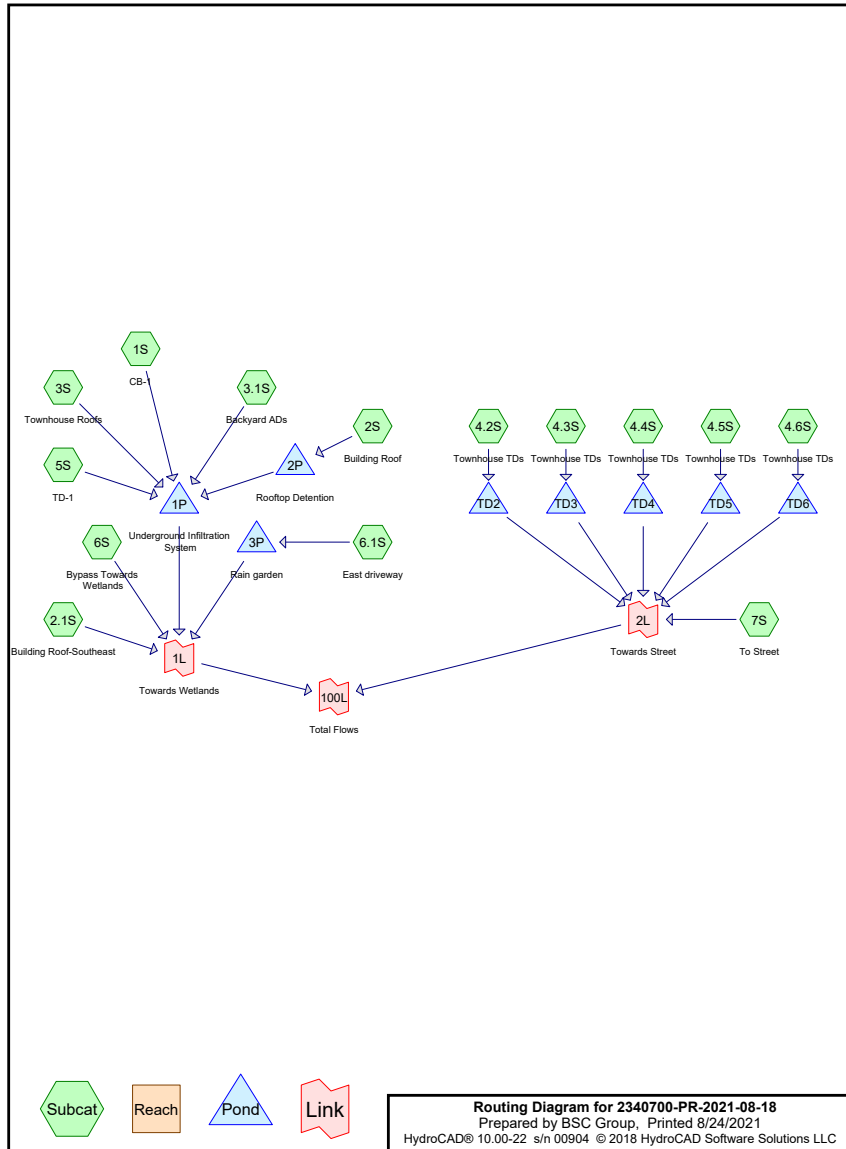 1S
CB-1
3S
Townhouse Roofs
3.1S
Backyard ADs
2S
Building Roof
5S
TD-1
2P
Rooftop Detention
1P
Underground Infiltration
System
6S
Bypass Towards
Wetlands
3P
Rain garden
6.1S
East driveway
2.1S
Building Roof-Southeast
1L
Towards Wetlands
4.2S
Townhouse TDs
4.3S
Townhouse TDs
4.4S
Townhouse TDs
4.5S
Townhouse TDs
4.6S
Townhouse TDs
TD2
TD3
TD4
TD5
TD6
2L
Towards Street
7S
To Street
100L
Total Flows
Subcat
Reach
Pond
Link
Routing Diagram for 2340700-PR-2021-08-18
Prepared by BSC Group, Printed 8/24/2021
HydroCAD® 10.00-22 s/n 00904 © 2018 HydroCAD Software Solutions LLC